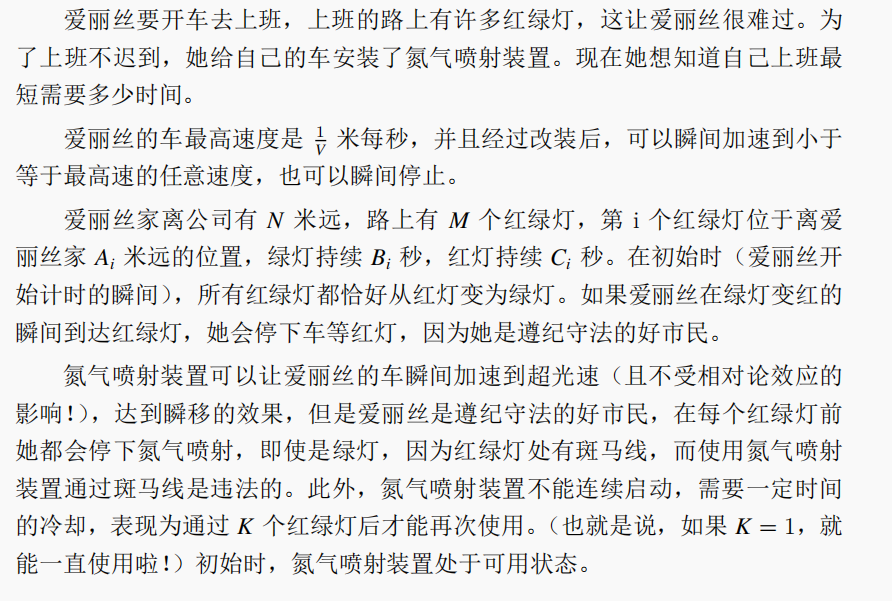 爱丽丝要开车去上班，上班的路上有许多红绿灯，这让爱丽丝很难过。为
了上班不迟到，她给自己的车安装了氮气喷射装置。现在她想知道自己上班最
短需要多少时间。
爱丽丝的车最高速度是 1/V 米每秒，并且经过改装后，可以瞬间加速到小于
等于最高速的任意速度，也可以瞬间停止。
爱丽丝家离公司有 N 米远，路上有 M 个红绿灯，第 i 个红绿灯位于离爱
丽丝家 A_i 米远的位置，绿灯持续 B_i 秒，红灯持续 C_i 秒。在初始时（爱丽丝开
始计时的瞬间），所有红绿灯都恰好从红灯变为绿灯。如果爱丽丝在绿灯变红的
瞬间到达红绿灯，她会停下车等红灯，因为她是遵纪守法的好市民。
氮气喷射装置可以让爱丽丝的车瞬间加速到超光速（且不受相对论效应的
影响！），达到瞬移的效果，但是爱丽丝是遵纪守法的好市民，在每个红绿灯前
她都会停下氮气喷射，即使是绿灯，因为红绿灯处有斑马线，而使用氮气喷射
装置通过斑马线是违法的。此外，氮气喷射装置不能连续启动，需要一定时间
的冷却，表现为通过 K 个红绿灯后才能再次使用。（也就是说，如果 K = 1，就
能一直使用啦！）初始时，氮气喷射装置处于可用状态。